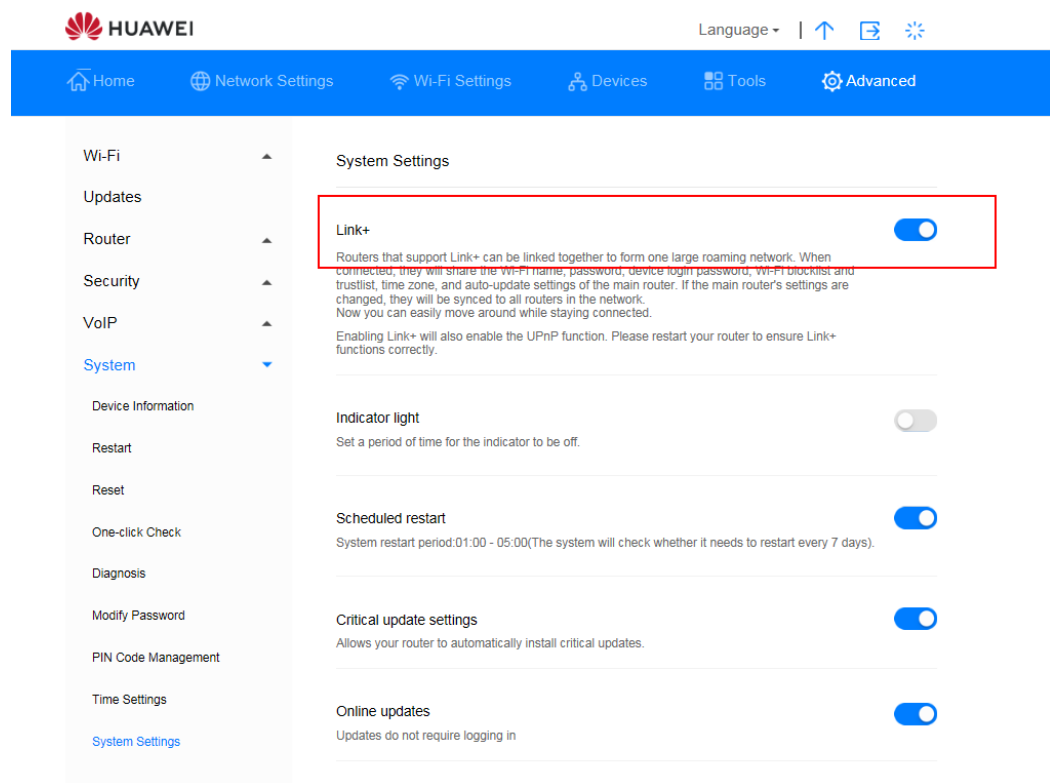 HUAWEI
Language
Home
Network Settings
Wi-Fi Settings
Devices
Tools
Advanced
Wi-Fi
Updates
Router
Security
VoIP
System
Device Information
Restart
Reset
One-click Check
Diagnosis
Modify Password
PIN Code Management
Time Settings
System Settings
System Settings
Link+
Routers that support Link+ can be linked together to form one large roaming network. When
connected, they will share the Wi-Fi name, password, device login password, Wi-Fi blocklist and
trustlist, time zone, and auto-update settings of the main router. If the main router's settings are
changed, they will be synced to all routers in the network.
Now you can easily move around while staying connected.
Enabling Link+ will also enable the UPnP function. Please restart your router to ensure Link+
functions correctly.
Indicator light
Set a period of time for the indicator to be off.
Scheduled restart
System restart period:01:00 - 05:00(The system will check whether it needs to restart every 7 days).
Critical update settings
Allows your router to automatically install critical updates.
Online updates
Updates do not require logging in